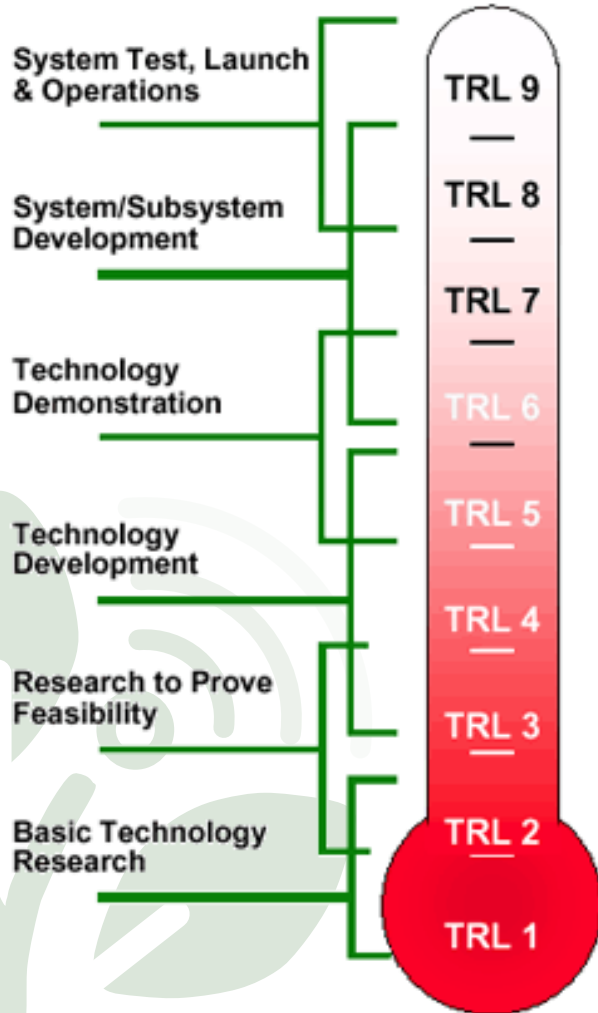 System Test, Launch
& Operations
System/Subsystem
Development
Technology
Demonstration
Technology
Development
Research to Prove
Feasibility
Basic Technology
Research
TRL 9
TRL 8
TRL 7
TRL 6
TRL 5
TRL 4
TRL 3
TRL 2
TRL 1